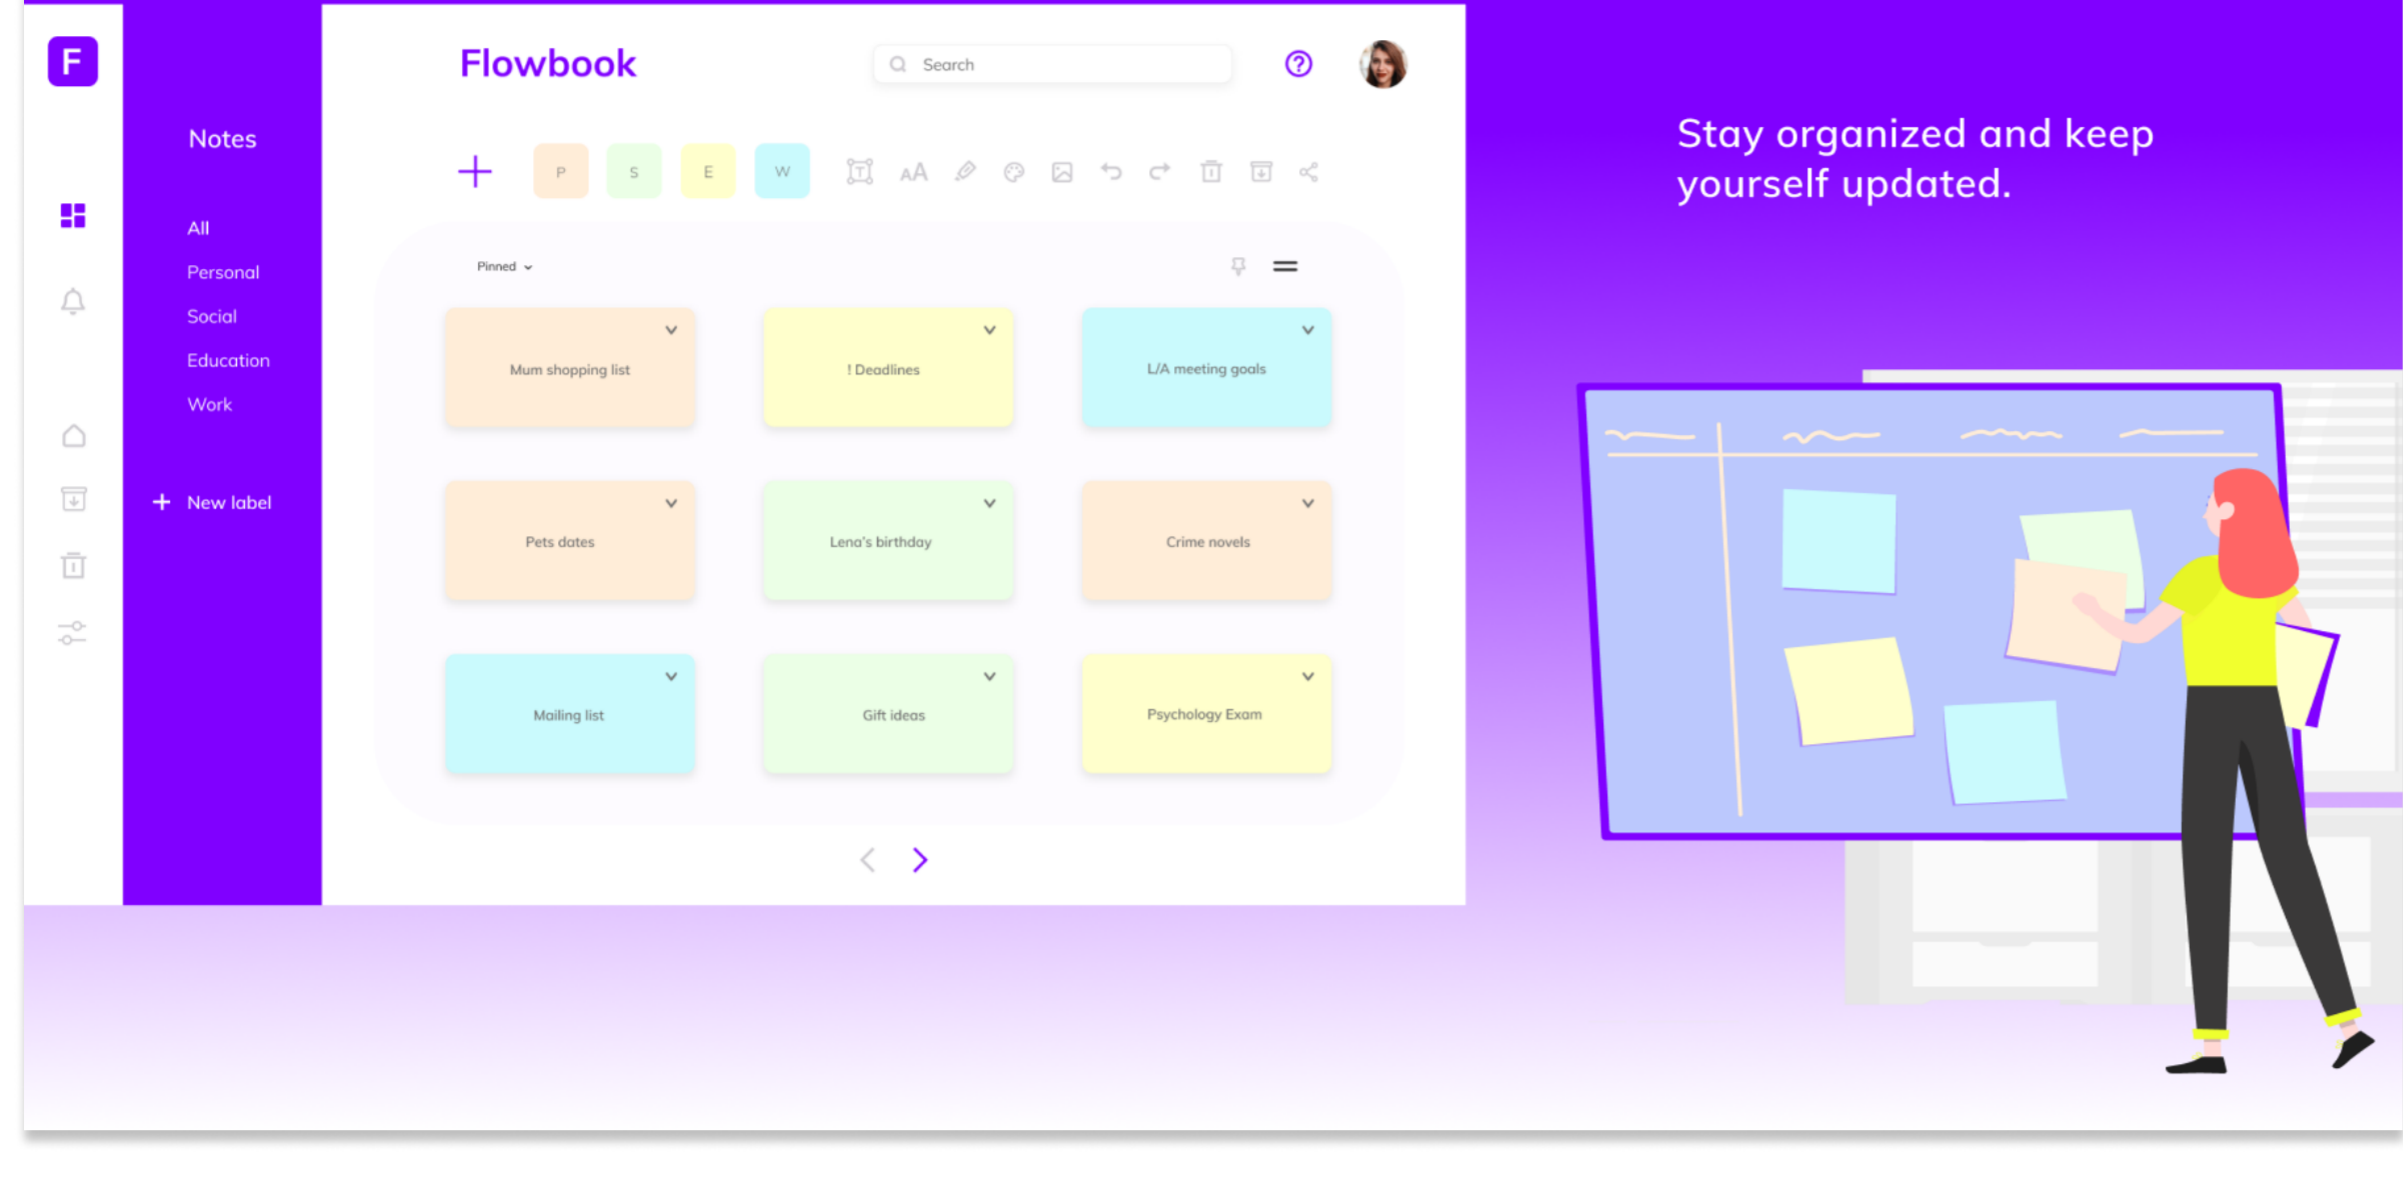 F
Notes
All
Personal
Social
Education
Work
+ New label
Flowbook
Search
?
P S E W T AA
Pinned
Mum shopping list
! Deadlines
L/A meeting goals
Pets dates
Lena's birthday
Crime novels
Mailing list
Gift ideas
Psychology Exam
Stay organized and keep
yourself updated.